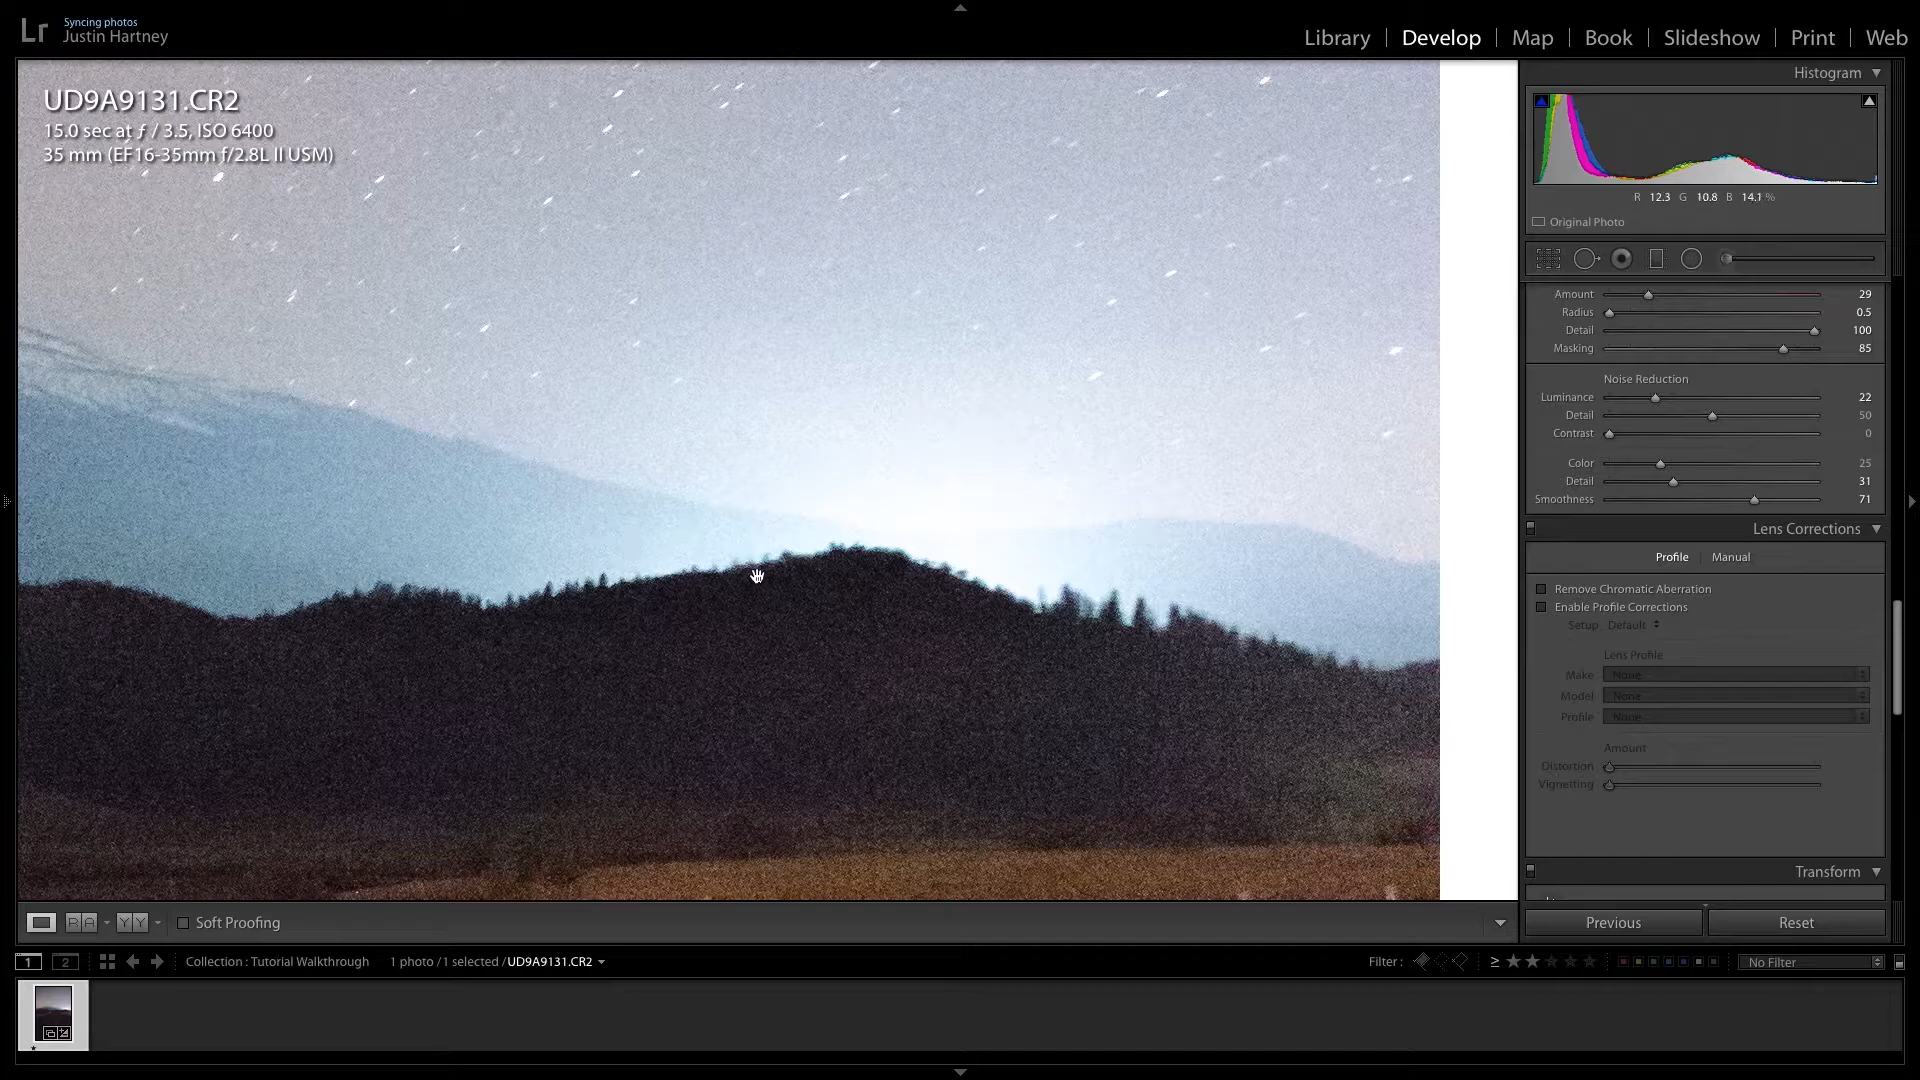 Lr
Syncing photos
Justin Hartney
Library | Develop | Map | Book | Slideshow | Print | Web
UD9A9131.CR2
15.0 sec at ƒ / 3.5, ISO 6400
35 mm (EF16-35mm f/2.8L II USM)
Histogram
R 12.3 G 10.8 B 14.1 %
Original Photo
Amount 29
Radius 0.5
Detail 100
Masking 85
Noise Reduction
Luminance 22
Detail 50
Contrast 0
Color 25
Detail 31
Smoothness 71
Lens Corrections
Profile | Manual
Remove Chromatic Aberration
Enable Profile Corrections
Setup Default
Lens Profile
Make None
Model None
Profile None
Amount
Distortion
Vignetting
Transform
R A Y Y Soft Proofing
Previous Reset
1 2 Collection : Tutorial Walkthrough 1 photo / 1 selected / UD9A9131.CR2 Filter : ≥ No Filter